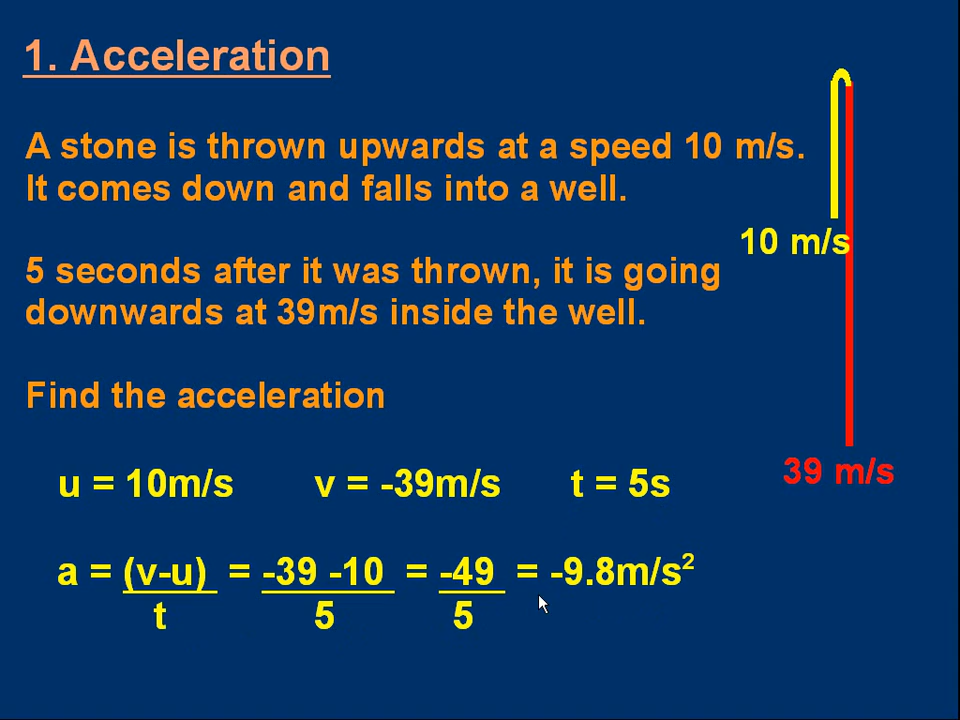 1. Acceleration
A stone is thrown upwards at a speed 10 m/s.
It comes down and falls into a well.
10 m/s
5 seconds after it was thrown, it is going
downwards at 39m/s inside the well.
Find the acceleration
39 m/s
u = 10m/s v = -39m/s t = 5s
a = (v-u) = -39 -10 = -49 = -9.8m/s²
t 5 5